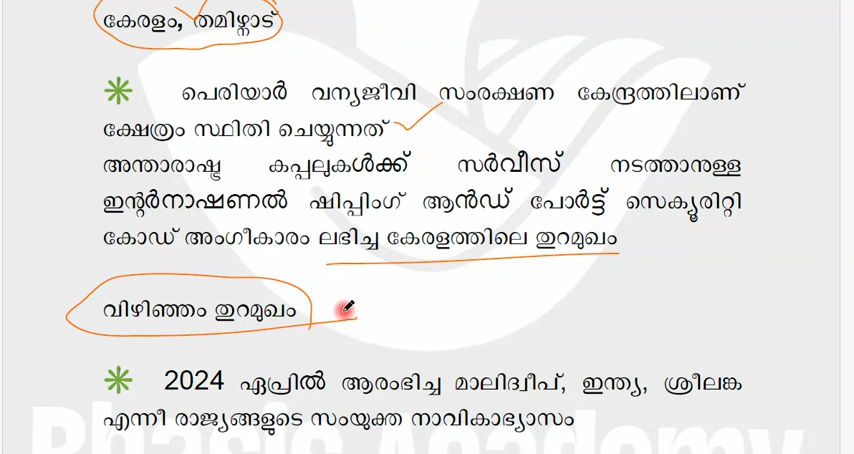 കേരളം, തമിഴ്നാട്
✳ പെരിയാർ വന്യജീവി സംരക്ഷണ കേന്ദ്രത്തിലാണ്
ക്ഷേത്രം സ്ഥിതി ചെയ്യുന്നത്
അന്താരാഷ്ട്ര കപ്പലുകൾക്ക് സർവീസ് നടത്താനുള്ള
ഇന്റർനാഷണൽ ഷിപ്പിംഗ് ആൻഡ് പോർട്ട് സെക്യൂരിറ്റി
കോഡ് അംഗീകാരം ലഭിച്ച കേരളത്തിലെ തുറമുഖം
വിഴിഞ്ഞം തുറമുഖം
✳ 2024 ഏപ്രിൽ ആരംഭിച്ച മാലിദ്വീപ്, ഇന്ത്യ, ശ്രീലങ്ക
എന്നീ രാജ്യങ്ങളുടെ സംയുക്ത നാവികാഭ്യാസം
Academy